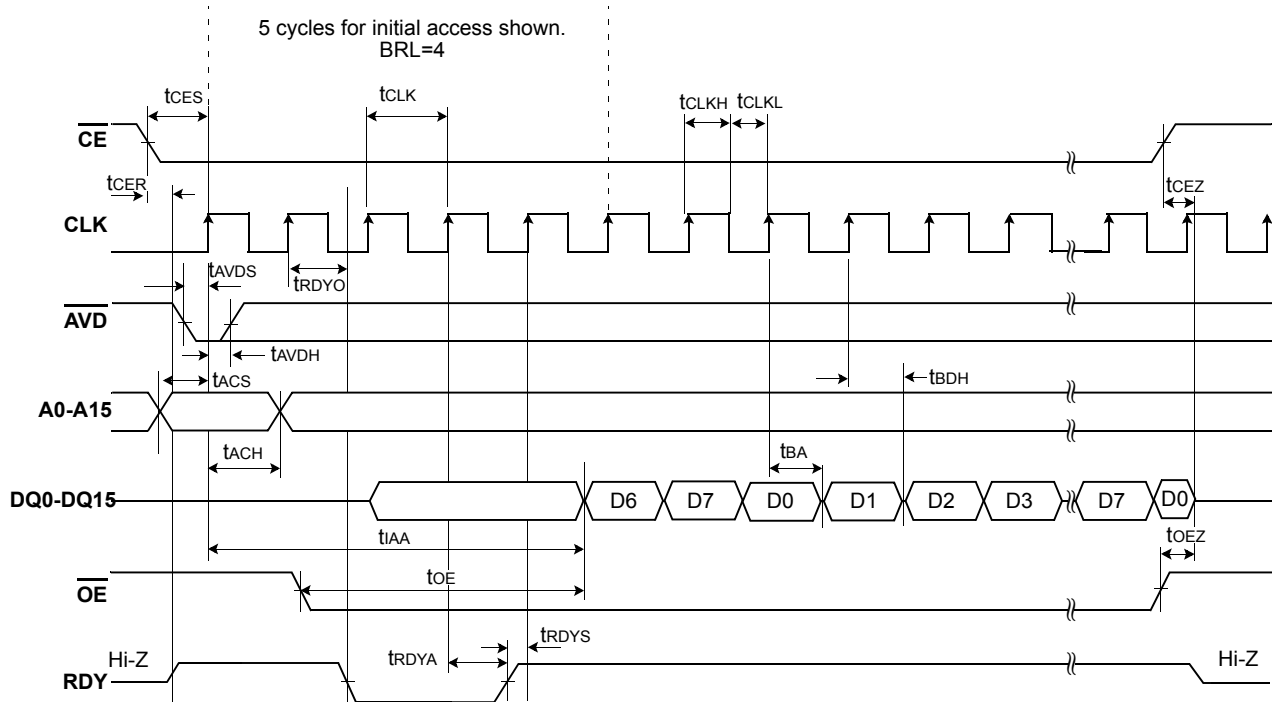 5 cycles for initial access shown.
BRL=4
tCES
tCLK
tCLKH
tCLKL
CE
tCER
tCEZ
CLK
tAVDS
tRDYO
AVD
tAVDH
tACS
tBDH
A0-A15
tACH
tBA
DQ0-DQ15
D6
D7
D0
D1
D2
D3
D7
D0
tIAA
tOEZ
tOE
OE
tRDYS
tRDYA
Hi-Z
Hi-Z
RDY